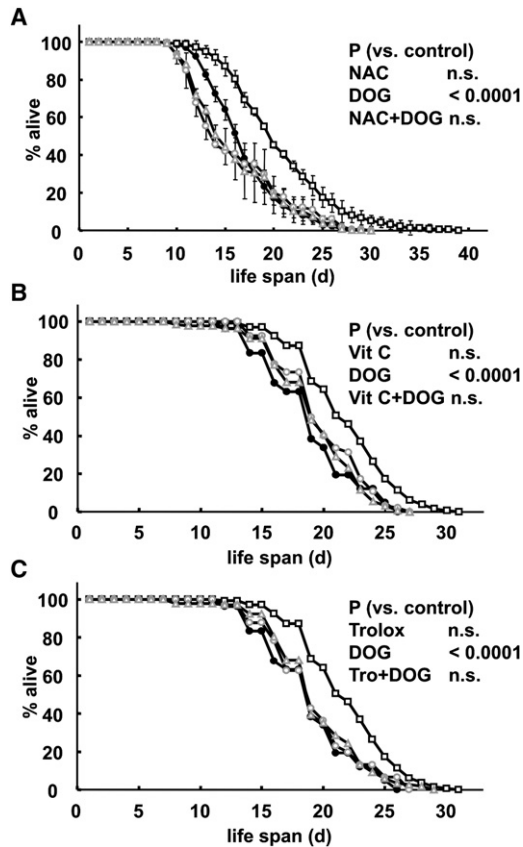 A
P (vs. control)
NAC n.s.
DOG < 0.0001
NAC+DOG n.s.
% alive
100
80
60
40
20
0
0 5 10 15 20 25 30 35 40
life span (d)
B
P (vs. control)
Vit C n.s.
DOG < 0.0001
Vit C+DOG n.s.
% alive
100
80
60
40
20
0
0 5 10 15 20 25 30
life span (d)
C
P (vs. control)
Trolox n.s.
DOG < 0.0001
Tro+DOG n.s.
% alive
100
80
60
40
20
0
0 5 10 15 20 25 30
life span (d)